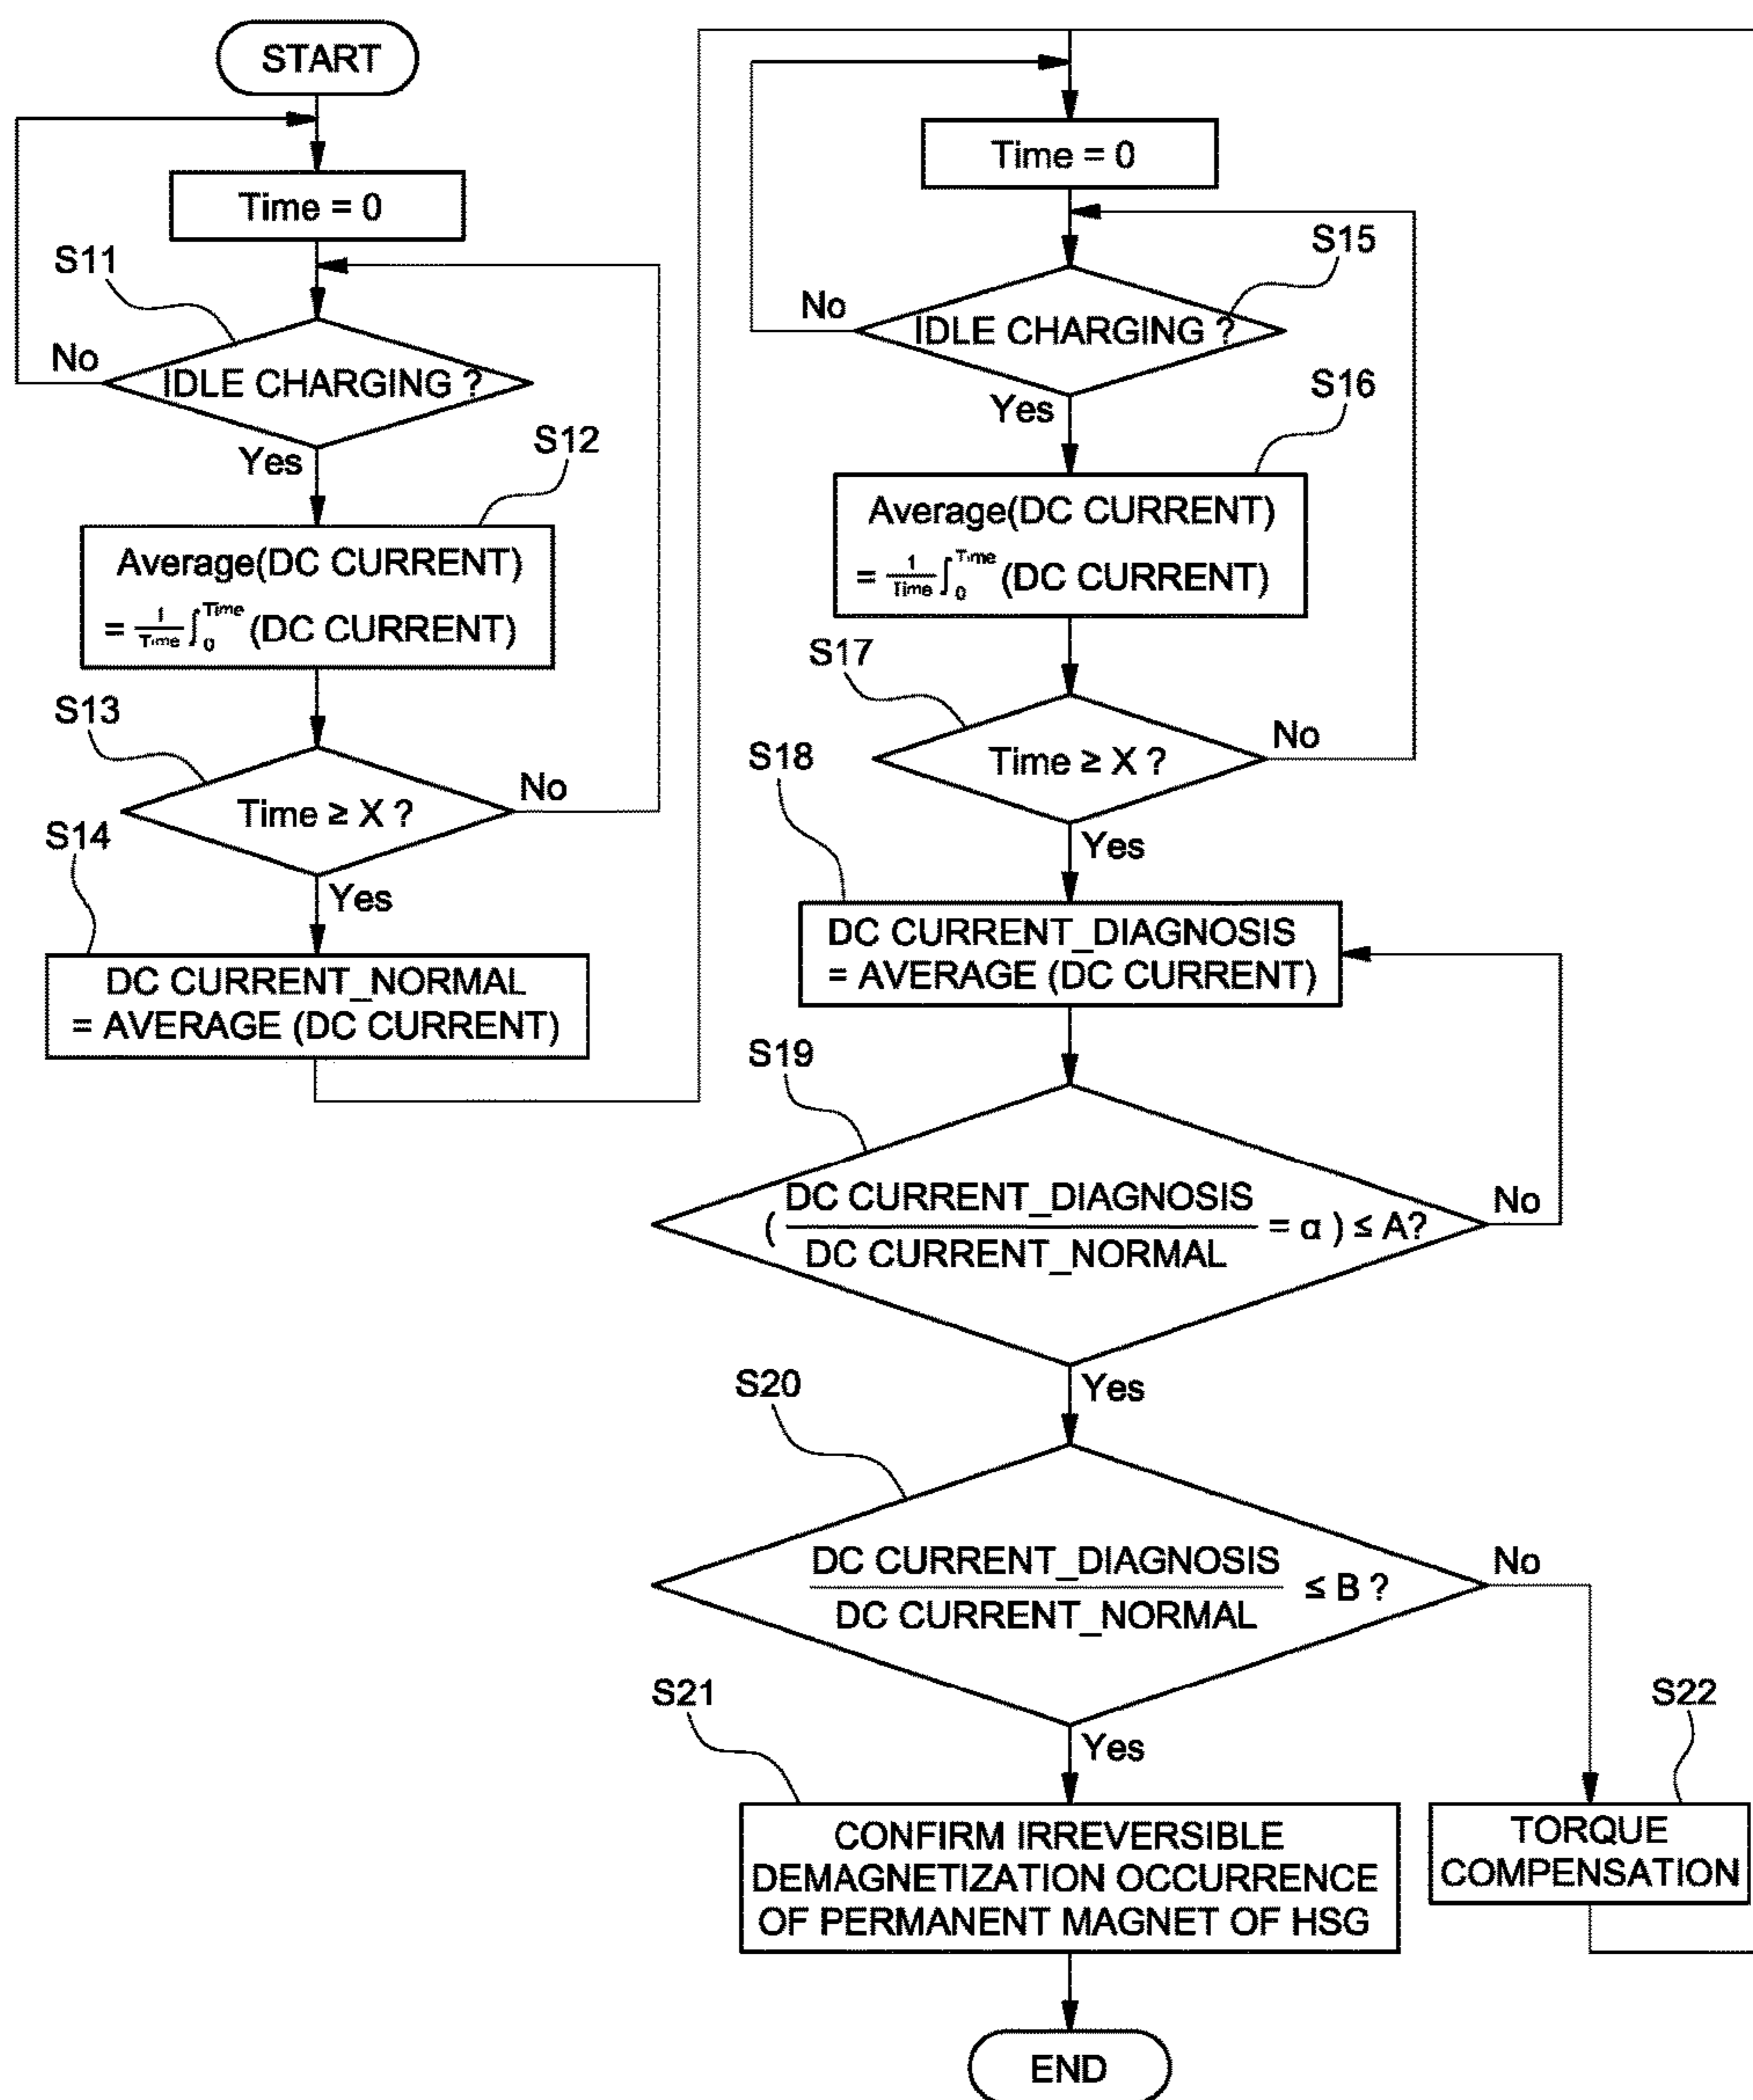 START
Time = 0
S11
No
IDLE CHARGING ?
Yes
S12
Average(DC CURRENT)
= 1/Time ∫0Time (DC CURRENT)
S13
Time ≥ X ?
No
S14
Yes
DC CURRENT_NORMAL
= AVERAGE (DC CURRENT)
Time = 0
S15
No
IDLE CHARGING ?
Yes
S16
Average(DC CURRENT)
= 1/Time ∫0Time (DC CURRENT)
S17
Time ≥ X ?
No
S18
Yes
DC CURRENT_DIAGNOSIS
= AVERAGE (DC CURRENT)
S19
DC CURRENT_DIAGNOSIS
( = α ) ≤ A?
DC CURRENT_NORMAL
No
Yes
S20
DC CURRENT_DIAGNOSIS
≤ B ?
DC CURRENT_NORMAL
No
S21
Yes
S22
CONFIRM IRREVERSIBLE
DEMAGNETIZATION OCCURRENCE
OF PERMANENT MAGNET OF HSG
TORQUE
COMPENSATION
END